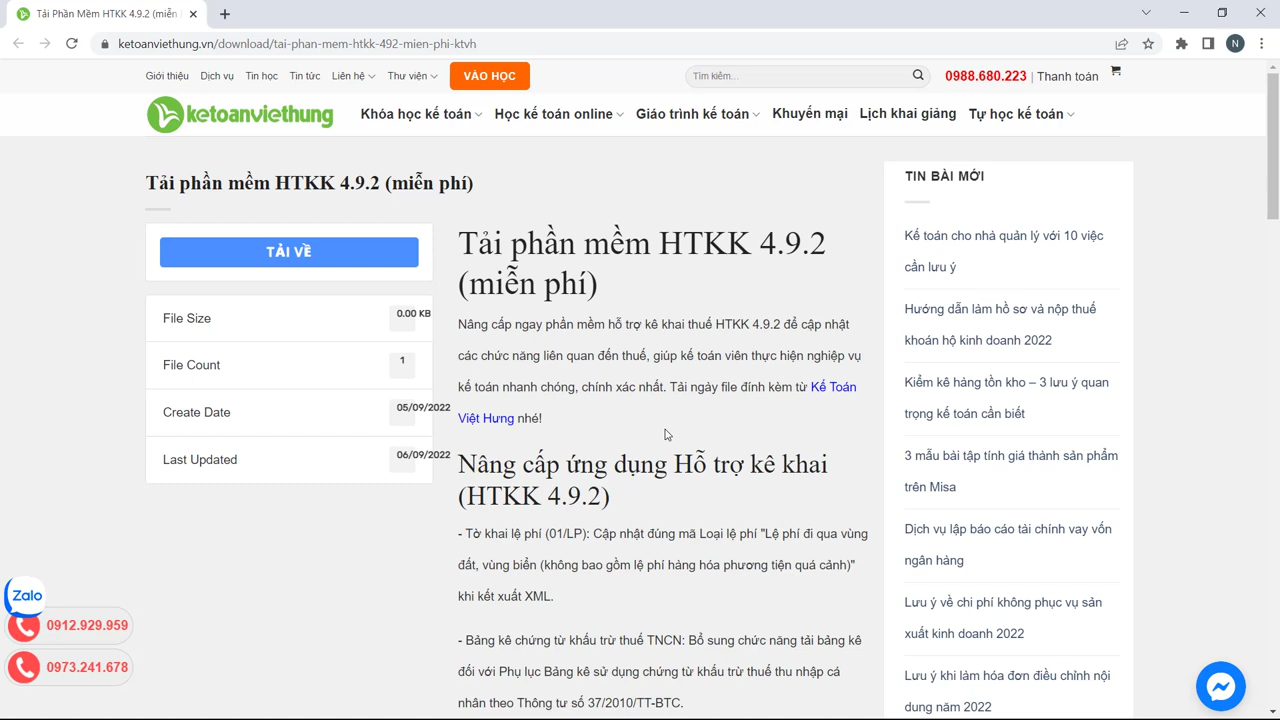 Tải Phần Mềm HTKK 4.9.2 (miễn
ketoanviethung.vn/download/tai-phan-mem-htkk-492-mien-phi-ktvh
N
Giới thiệu Dịch vụ Tin học Tin tức Liên hệ Thư viện VÀO HỌC Tìm kiếm... 0988.680.223 | Thanh toán
ketoanviethung Khóa học kế toán Học kế toán online Giáo trình kế toán Khuyến mại Lịch khai giảng Tự học kế toán
Tải phần mềm HTKK 4.9.2 (miễn phí)
TẢI VỀ
File Size 0.00 KB
File Count 1
Create Date 05/09/2022
Last Updated 06/09/2022
Tải phần mềm HTKK 4.9.2
(miễn phí)
Nâng cấp ngay phần mềm hỗ trợ kê khai thuế HTKK 4.9.2 để cập nhật
các chức năng liên quan đến thuế, giúp kế toán viên thực hiện nghiệp vụ
kế toán nhanh chóng, chính xác nhất. Tải ngay file đính kèm từ Kế Toán
Việt Hưng nhé!
Nâng cấp ứng dụng Hỗ trợ kê khai
(HTKK 4.9.2)
- Tờ khai lệ phí (01/LP): Cập nhật đúng mã Loại lệ phí "Lệ phí đi qua vùng
đất, vùng biển (không bao gồm lệ phí hàng hóa phương tiện quá cảnh)"
khi kết xuất XML.
- Bảng kê chứng từ khấu trừ thuế TNCN: Bổ sung chức năng tải bảng kê
đối với Phụ lục Bảng kê sử dụng chứng từ khấu trừ thuế thu nhập cá
nhân theo Thông tư số 37/2010/TT-BTC.
TIN BÀI MỚI
Kế toán cho nhà quản lý với 10 việc
cần lưu ý
Hướng dẫn làm hồ sơ và nộp thuế
khoán hộ kinh doanh 2022
Kiểm kê hàng tồn kho – 3 lưu ý quan
trọng kế toán cần biết
3 mẫu bài tập tính giá thành sản phẩm
trên Misa
Dịch vụ lập báo cáo tài chính vay vốn
ngân hàng
Lưu ý về chi phí không phục vụ sản
xuất kinh doanh 2022
Lưu ý khi làm hóa đơn điều chỉnh nội
dung năm 2022
Zalo
0912.929.959
0973.241.678